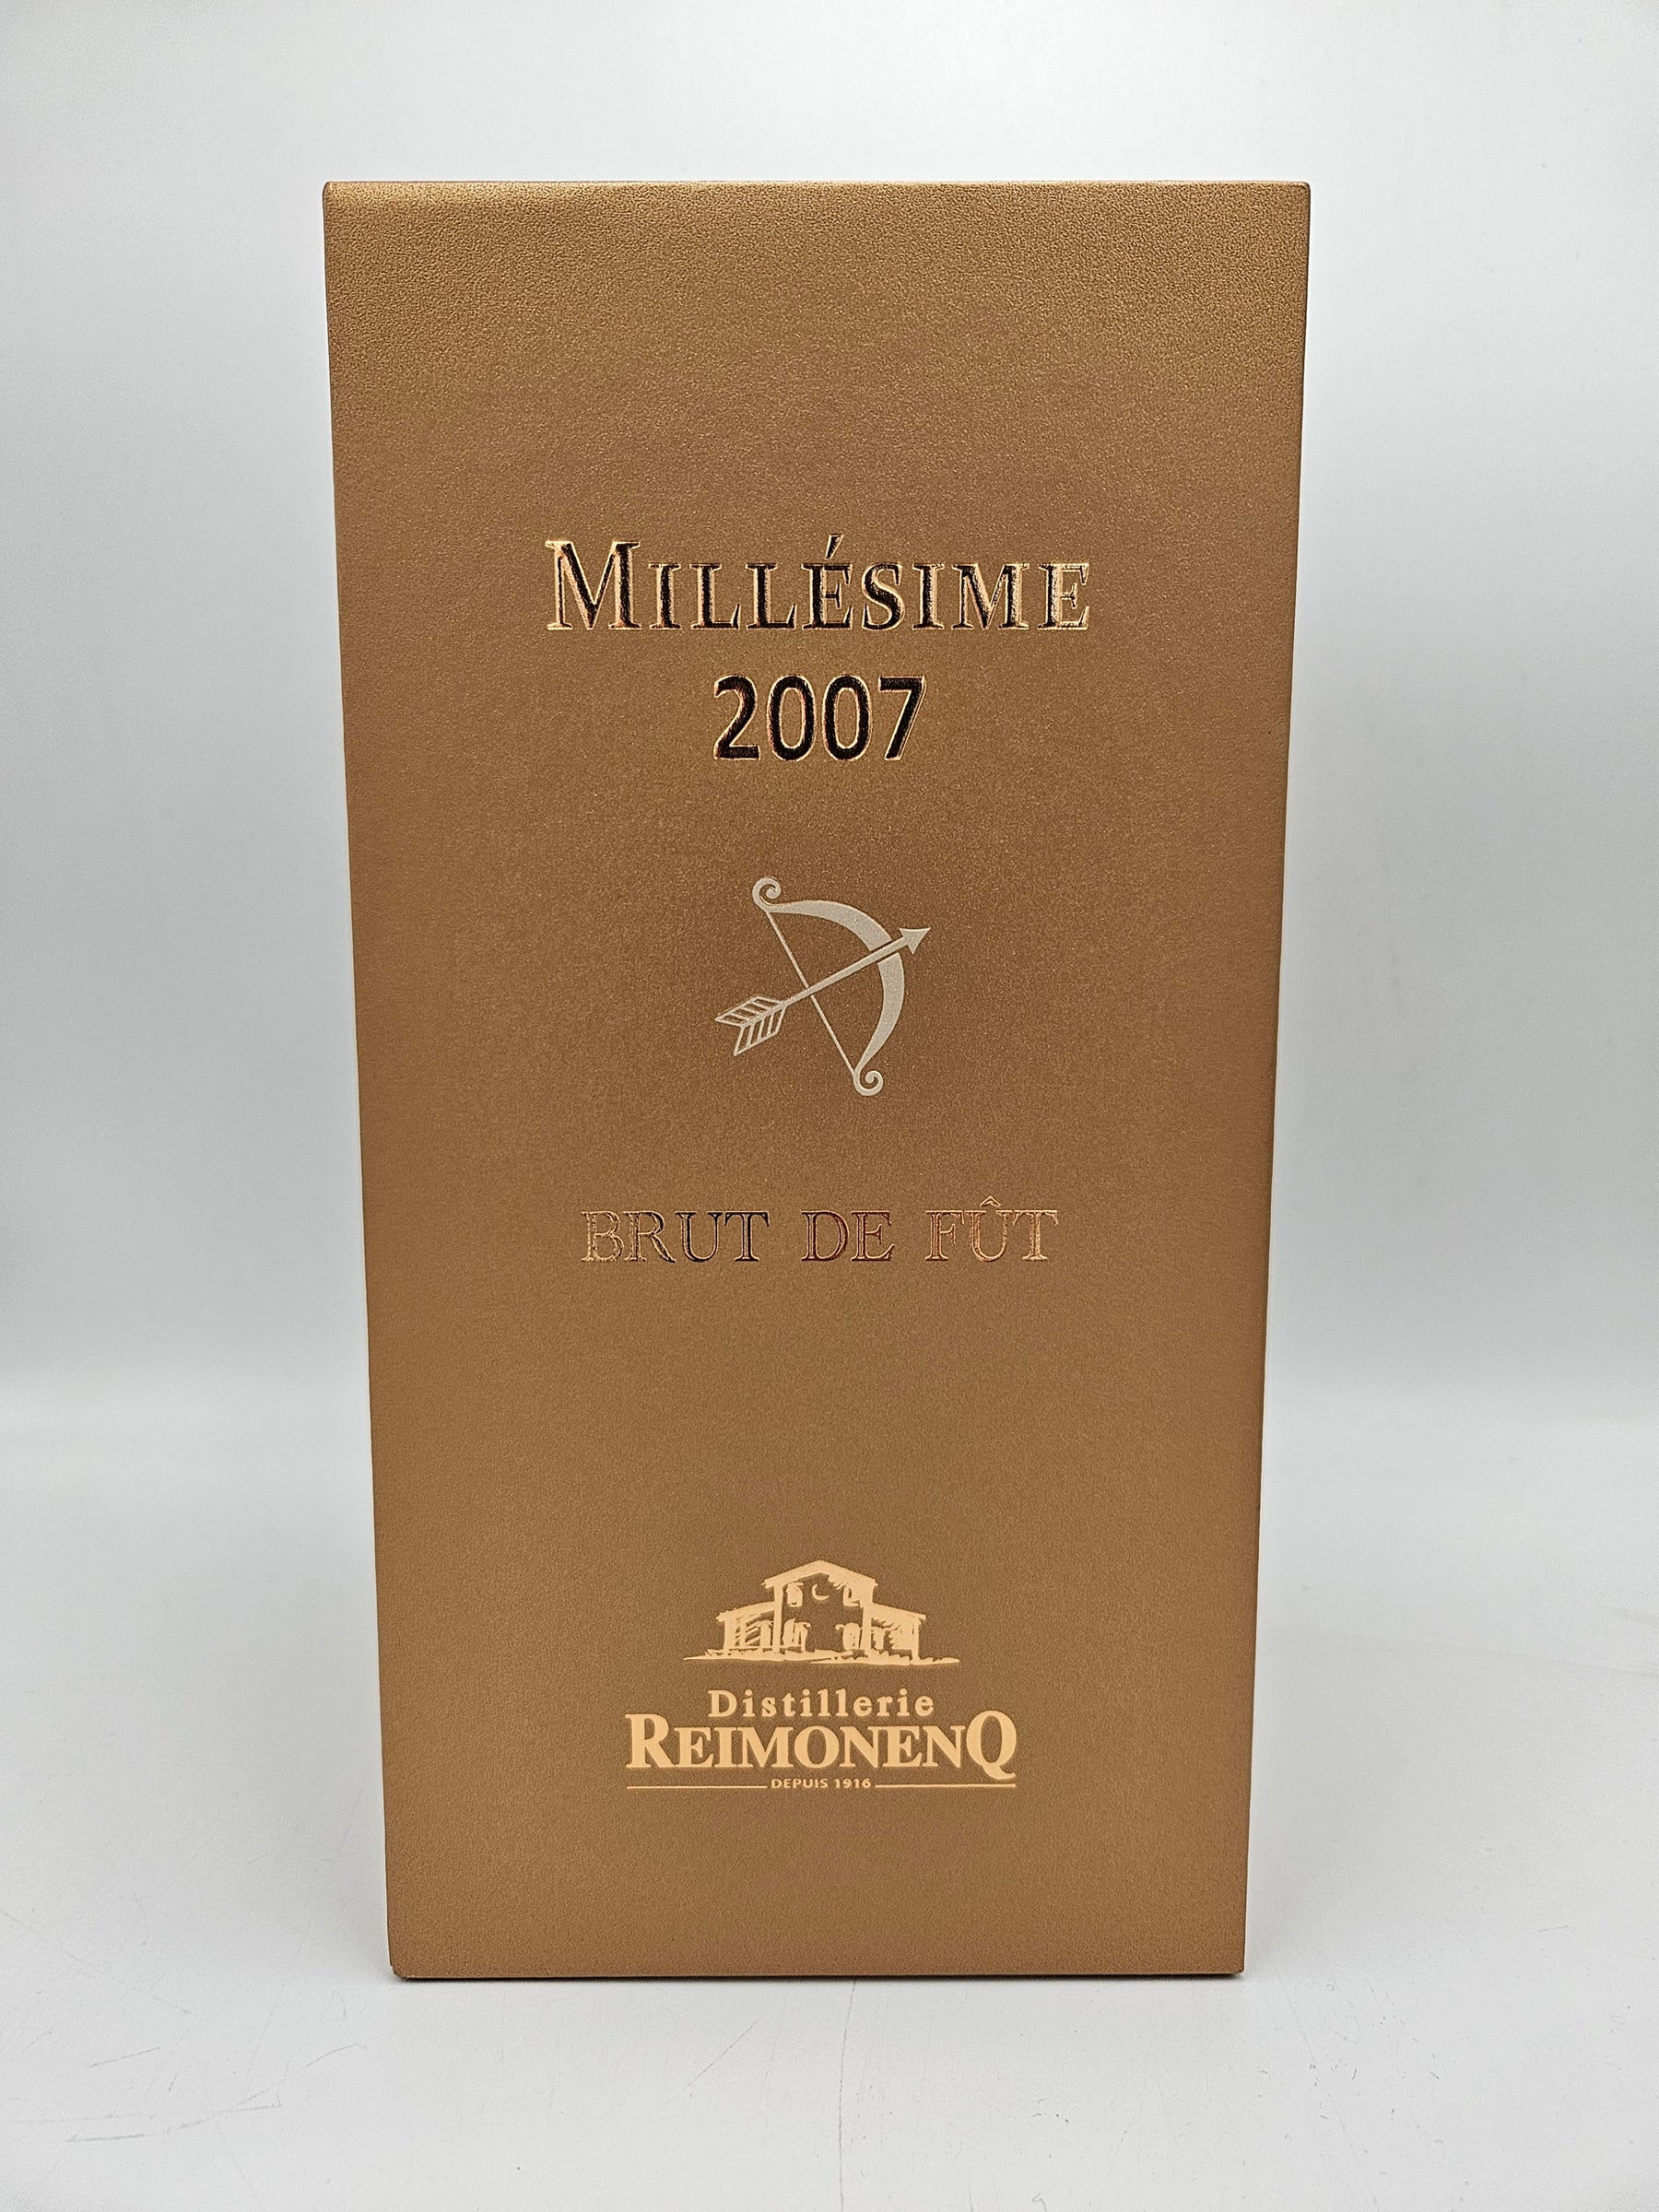 MILLÉSIME
2007
BRUT DE FÛT
Distillerie
REIMONENQ
DEPUIS 1916